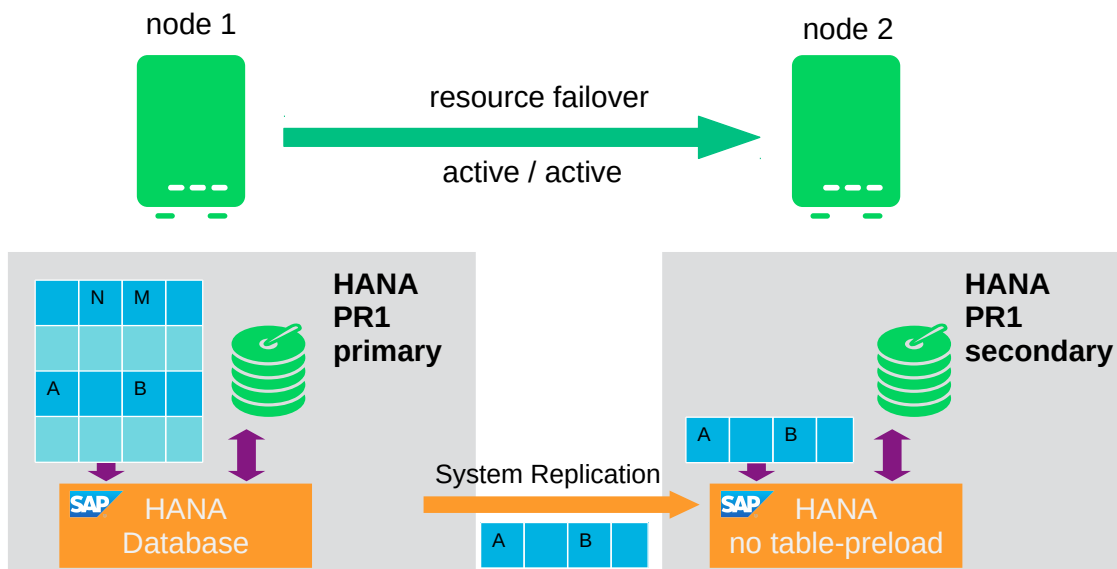 node 1
node 2
resource failover
active / active
HANA
PR1
primary
N M
A B
SAP HANA
Database
System Replication
A B
HANA
PR1
secondary
A B
SAP HANA
no table-preload